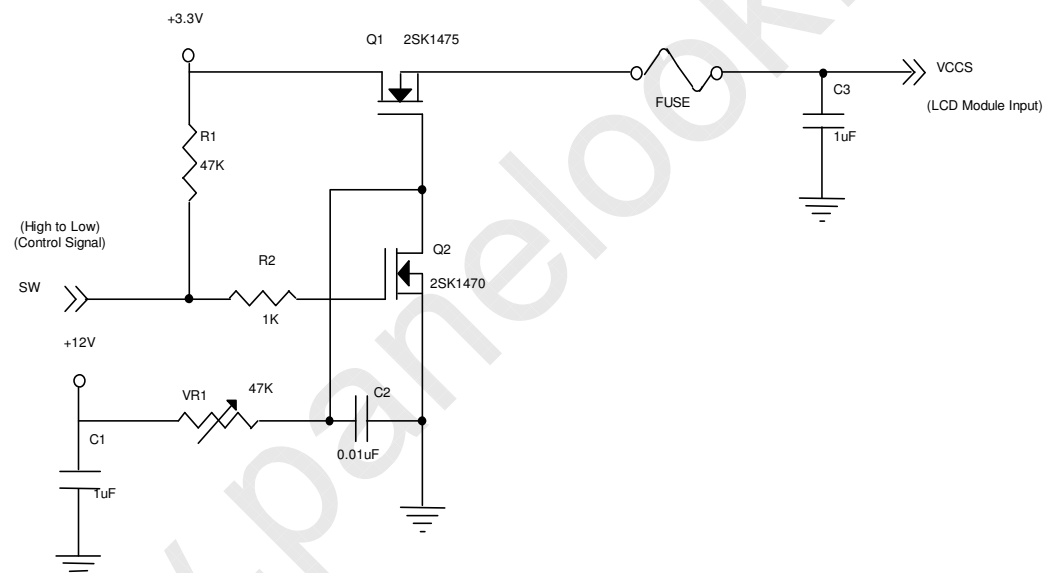 +3.3V
Q1 2SK1475
VCCS
FUSE
C3
(LCD Module Input)
1uF
R1
47K
(High to Low)
(Control Signal)
SW
R2
1K
Q2
2SK1470
+12V
VR1
47K
C2
0.01uF
C1
1uF
panelook